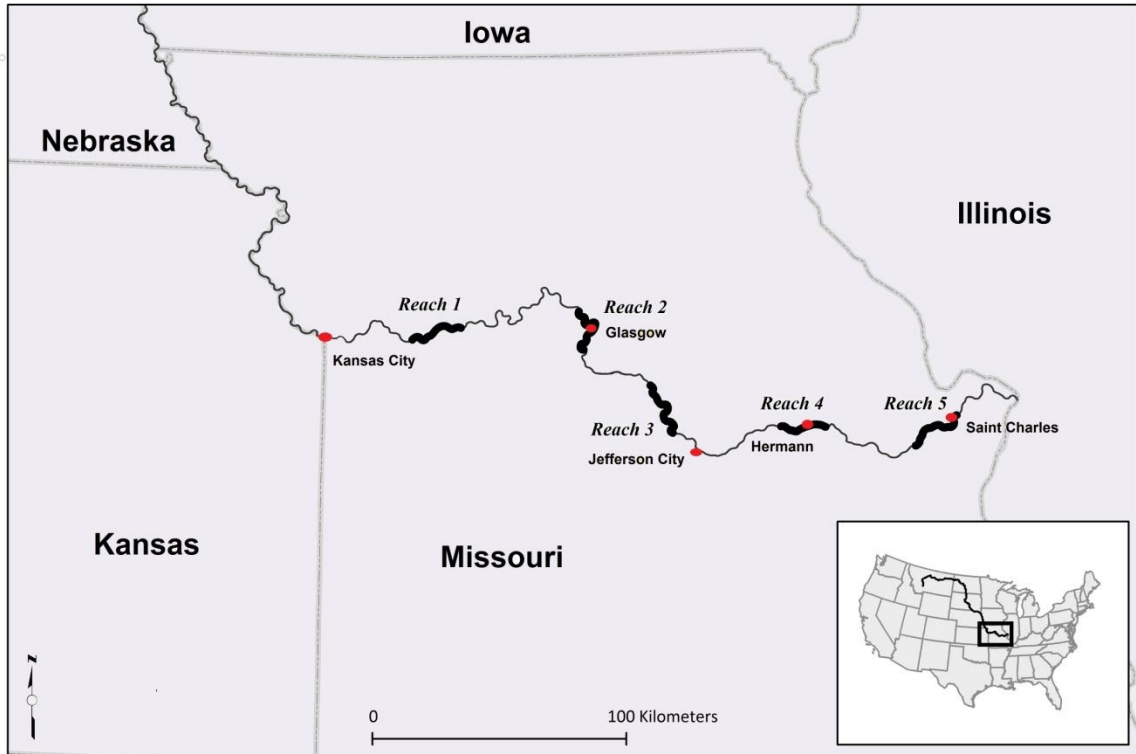 Iowa
Nebraska
Illinois
Reach 1
Reach 2
Glasgow
Kansas City
Reach 3
Jefferson City
Reach 4
Hermann
Reach 5
Saint Charles
Kansas
Missouri
N
0
100 Kilometers